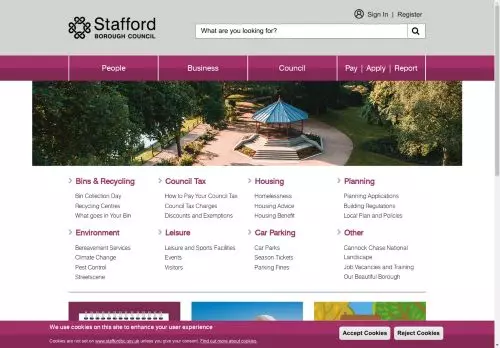 Stafford
BOROUGH COUNCIL
Sign In | Register
What are you looking for?
People
Business
Council
Pay | Apply | Report
Bins & Recycling
Bin Collection Day
Recycling Centres
What goes in Your Bin
Council Tax
How to Pay Your Council Tax
Council Tax Charges
Discounts and Exemptions
Housing
Homelessness
Housing Advice
Housing Benefit
Planning
Planning Applications
Building Regulations
Local Plan and Policies
Environment
Bereavement Services
Climate Change
Pest Control
Streetscene
Leisure
Leisure and Sports Facilities
Events
Visitors
Car Parking
Car Parks
Season Tickets
Parking Fines
Other
Cannock Chase National
Landscape
Job Vacancies and Training
Our Beautiful Borough
We use cookies on this site to enhance your user experience
Cookies are not set on www.staffordbc.gov.uk unless you give your consent. Find out more about cookies.
Accept Cookies
Reject Cookies